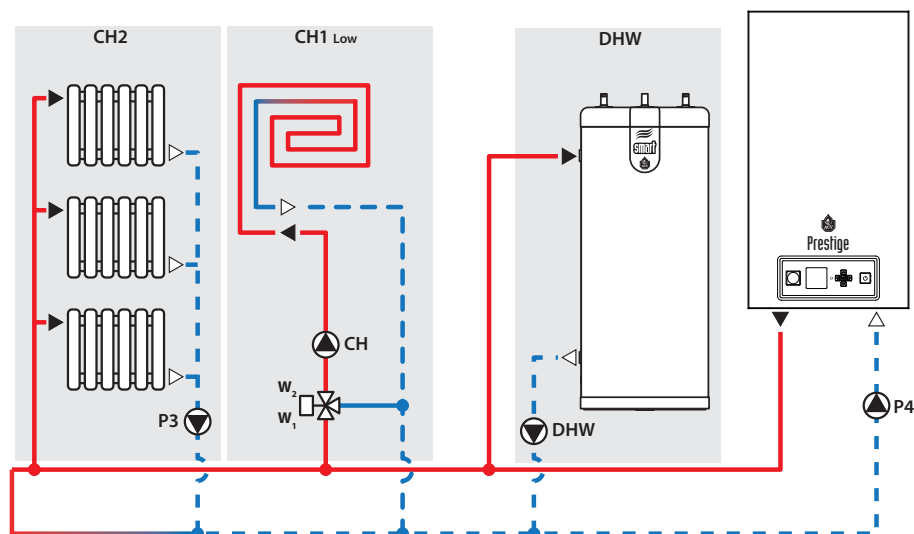 CH2
CH1 Low
DHW
smart
Prestige
CH
W2
W1
P3
DHW
P4